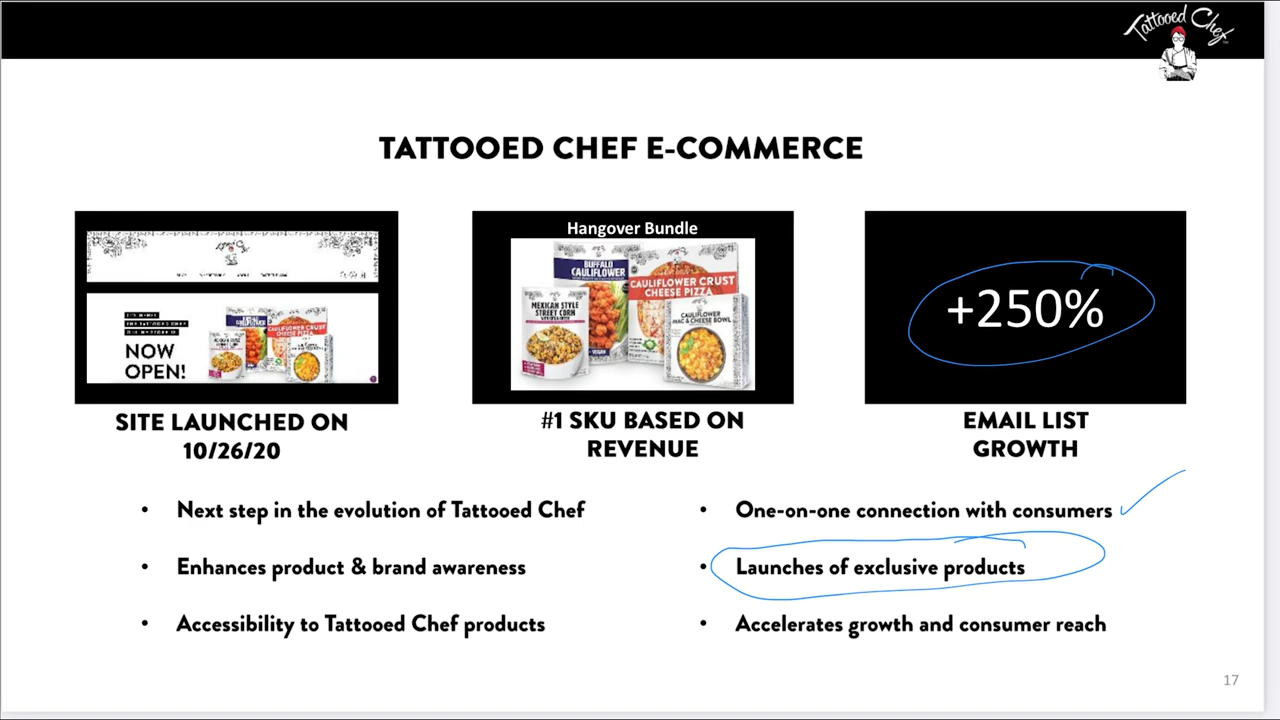 Tattooed Chef
TATTOOED CHEF E-COMMERCE
NOW
OPEN!
SITE LAUNCHED ON
10/26/20
Hangover Bundle
BUFFALO
CAULIFLOWER
CAULIFLOWER CRUST
CHEESE PIZZA
MEXICAN STYLE
STREET CORN
CAULIFLOWER
MAC & CHEESE BOWL
#1 SKU BASED ON
REVENUE
+250%
EMAIL LIST
GROWTH
• Next step in the evolution of Tattooed Chef
• Enhances product & brand awareness
• Accessibility to Tattooed Chef products
• One-on-one connection with consumers
• Launches of exclusive products
• Accelerates growth and consumer reach
17